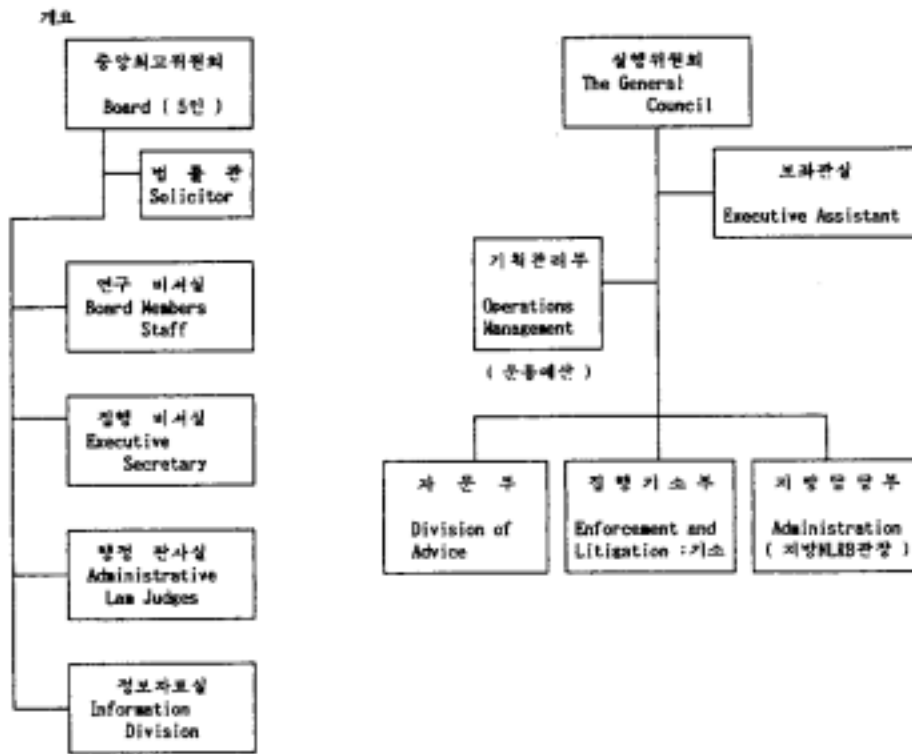 개요
중앙최고위원회
Board ( 5인 )
법 률 관
Solicitor
연구 비서실
Board Members
Staff
집행 비서실
Executive
Secretary
행정 판사실
Administrative
Law Judges
정보자료실
Information
Division
실행위원회
The General
Council
보좌관실
Executive Assistant
기획관리부
Operations
Management
( 운용예산 )
자 문 부
Division of
Advice
집행기소부
Enforcement and
Litigation :기소
지방담당부
Administration
( 지방NLRB관장 )